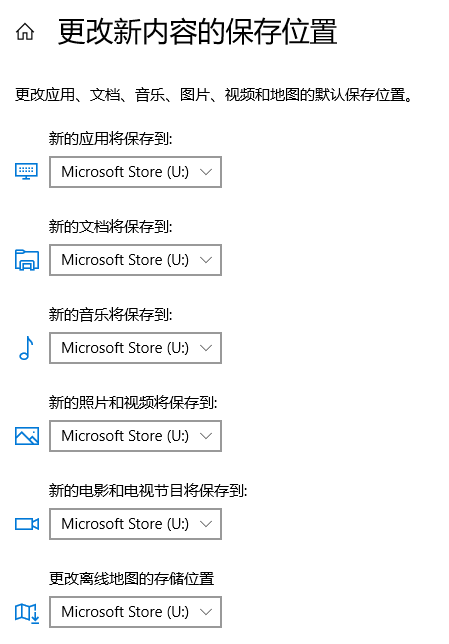 更改新内容的保存位置
更改应用、文档、音乐、图片、视频和地图的默认保存位置。
新的应用将保存到:
Microsoft Store (U:)
新的文档将保存到:
Microsoft Store (U:)
新的音乐将保存到:
Microsoft Store (U:)
新的照片和视频将保存到:
Microsoft Store (U:)
新的电影和电视节目将保存到:
Microsoft Store (U:)
更改离线地图的存储位置
Microsoft Store (U:)